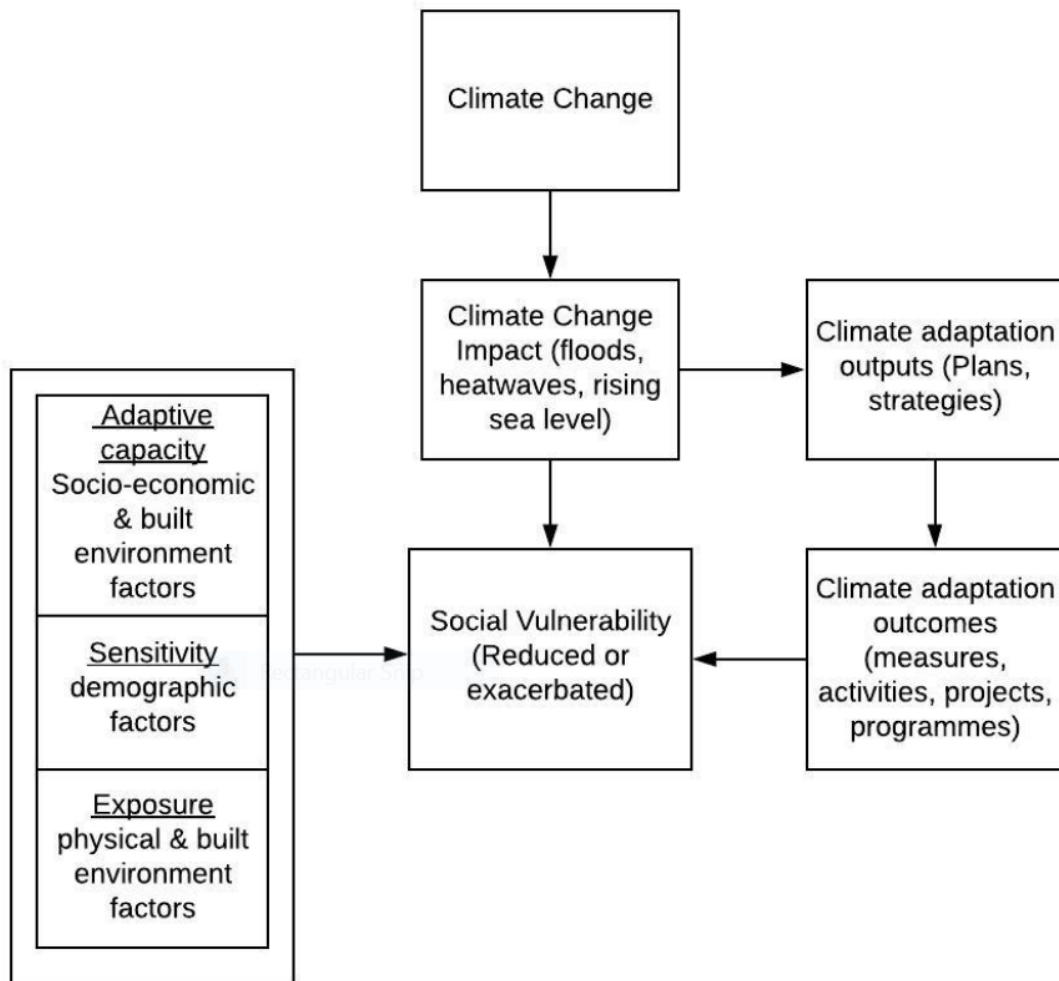 Climate Change
Climate Change
Impact (floods,
heatwaves, rising
sea level)
Climate adaptation
outputs (Plans,
strategies)
Adaptive
capacity
Socio-economic
& built
environment
factors
Sensitivity
demographic
factors
Exposure
physical & built
environment
factors
Social Vulnerability
(Reduced or
exacerbated)
Rectangular Snip
Climate adaptation
outcomes
(measures,
activities, projects,
programmes)